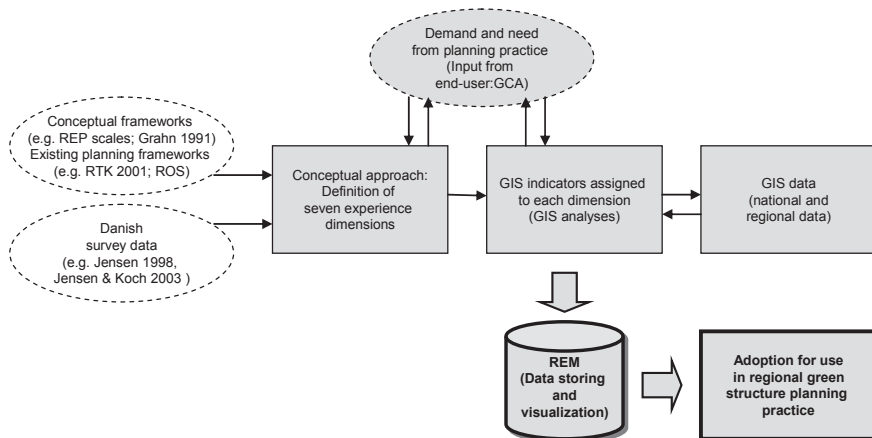 Demand and need
from planning practice
(Input from
end-user:GCA)
Conceptual frameworks
(e.g. REP scales; Grahn 1991)
Existing planning frameworks
(e.g. RTK 2001; ROS)
Danish
survey data
(e.g. Jensen 1998,
Jensen & Koch 2003 )
Conceptual approach:
Definition of
seven experience
dimensions
GIS indicators assigned
to each dimension
(GIS analyses)
GIS data
(national and
regional data)
REM
(Data storing
and
visualization)
Adoption for use
in regional green
structure planning
practice